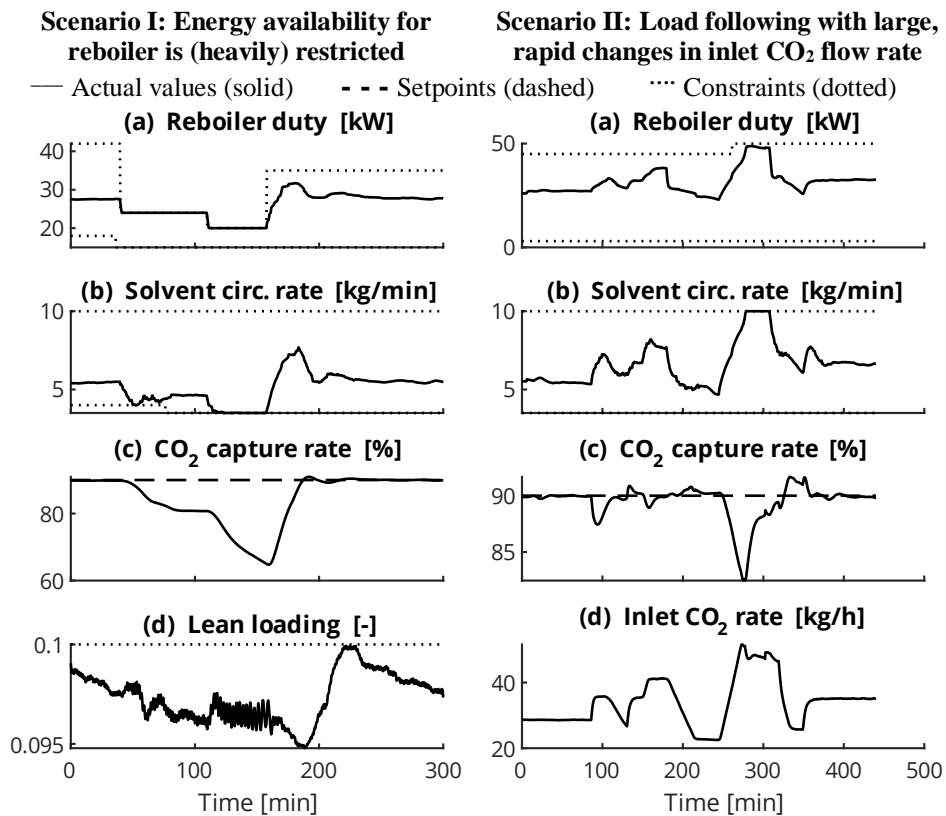 Scenario I: Energy availability for
reboiler is (heavily) restricted
Scenario II: Load following with large,
rapid changes in inlet CO₂ flow rate
Actual values (solid)
Setpoints (dashed)
Constraints (dotted)
(a) Reboiler duty [kW]
40
30
20
(b) Solvent circ. rate [kg/min]
10
5
(c) CO₂ capture rate [%]
80
60
(d) Lean loading [-]
0.1
0.095
0
100
200
300
Time [min]
(a) Reboiler duty [kW]
50
0
(b) Solvent circ. rate [kg/min]
10
5
(c) CO₂ capture rate [%]
90
85
(d) Inlet CO₂ rate [kg/h]
40
20
0
100
200
300
400
500
Time [min]